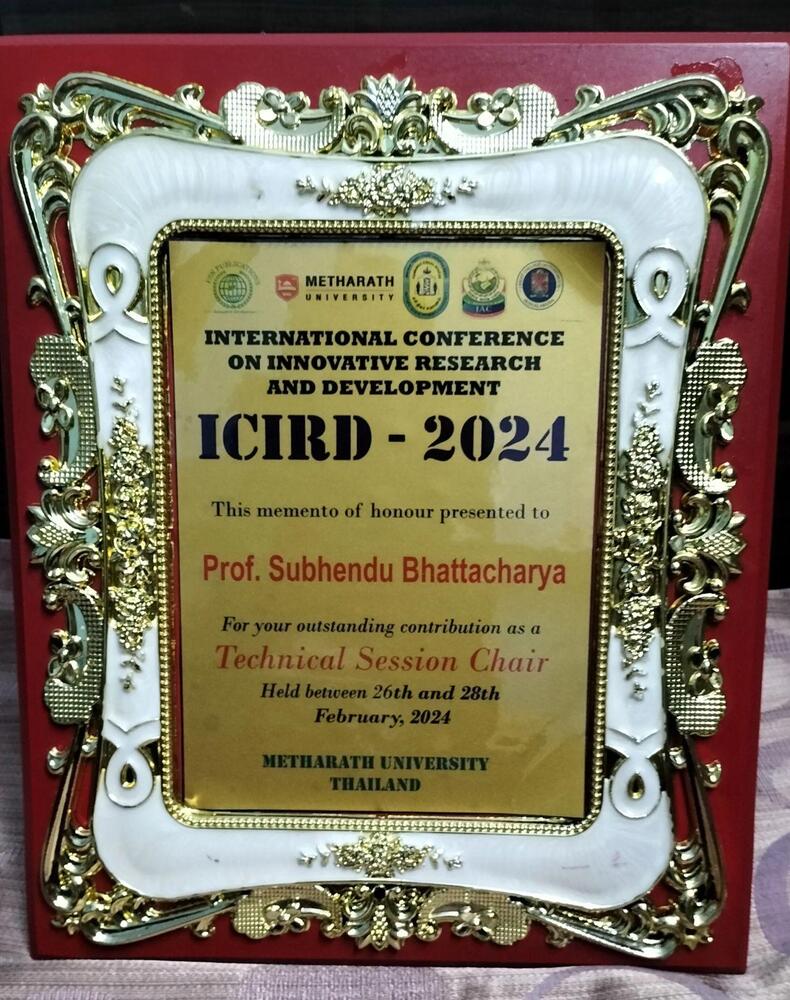 METHARATH
UNIVERSITY
IAC
INTERNATIONAL CONFERENCE
ON INNOVATIVE RESEARCH
AND DEVELOPMENT
ICIRD - 2024
This memento of honour presented to
Prof. Subhendu Bhattacharya
For your outstanding contribution as a
Technical Session Chair
Held between 26th and 28th
February, 2024
METHARATH UNIVERSITY
THAILAND